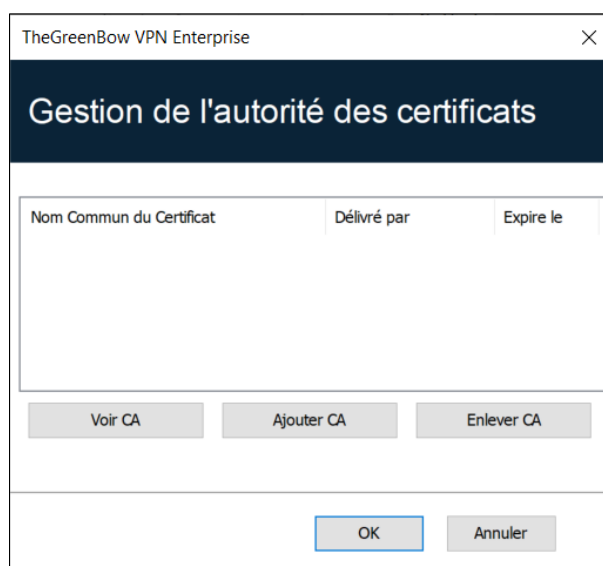 TheGreenBow VPN Enterprise
Gestion de l'autorité des certificats
Nom Commun du Certificat Délivré par Expire le
Voir CA Ajouter CA Enlever CA
OK Annuler